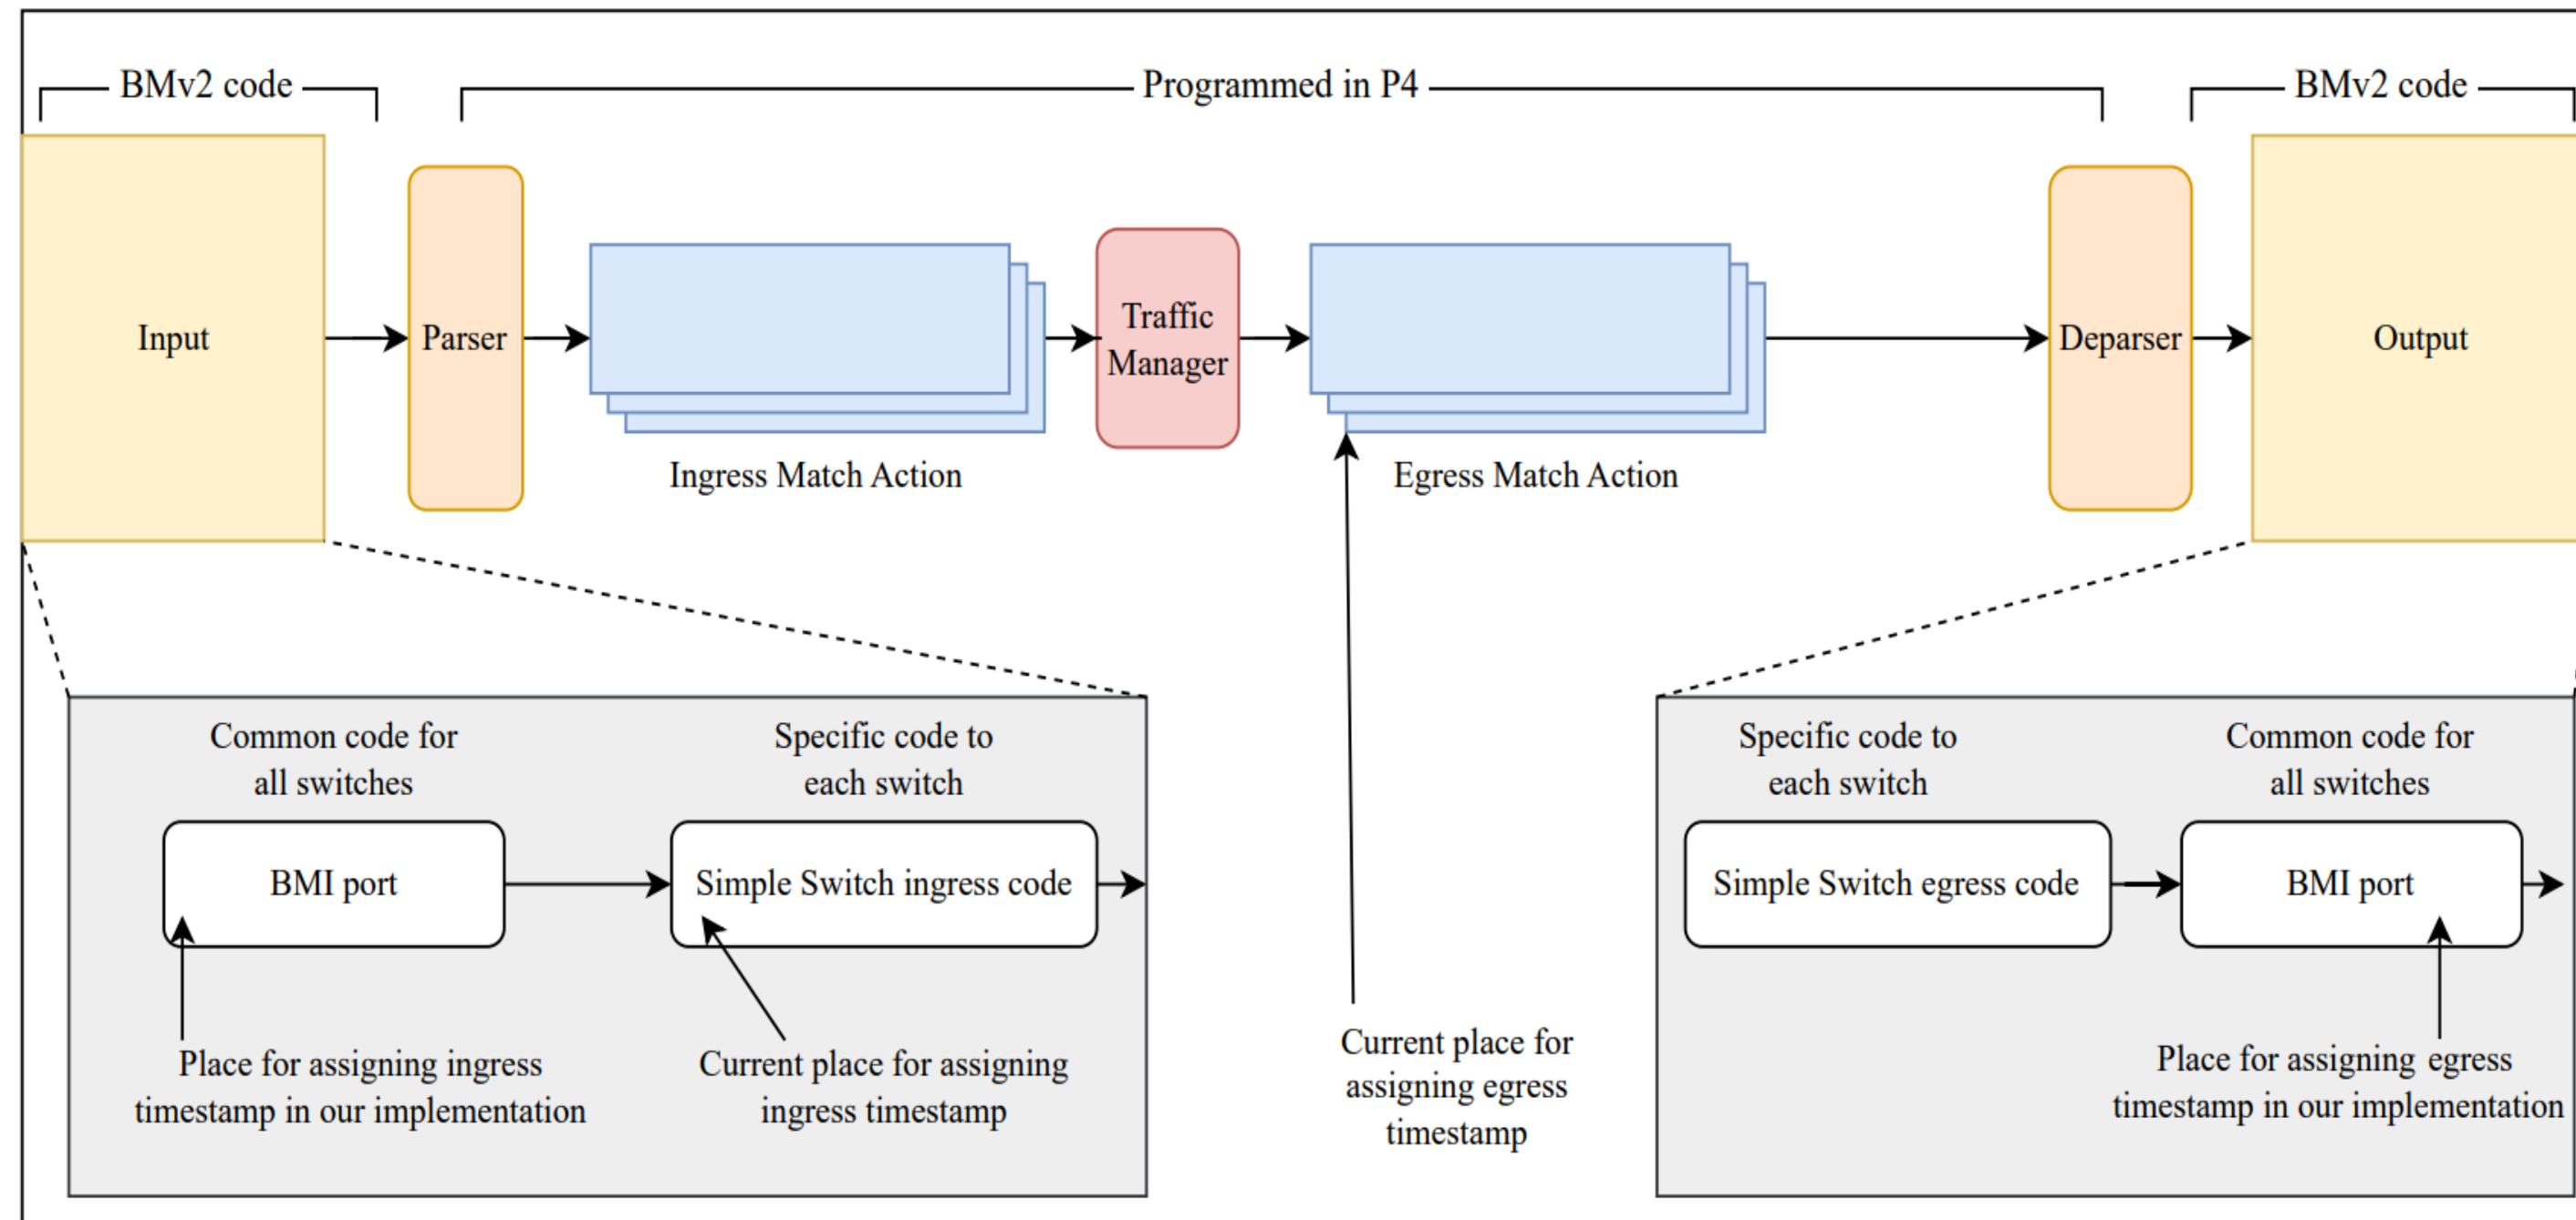 BMv2 code
Programmed in P4
BMv2 code
Input
Parser
Traffic
Manager
Deparser
Output
Ingress Match Action
Egress Match Action
Common code for
all switches
Specific code to
each switch
BMI port
Simple Switch ingress code
Place for assigning ingress
timestamp in our implementation
Current place for assigning
ingress timestamp
Current place for
assigning egress
timestamp
Specific code to
each switch
Common code for
all switches
Simple Switch egress code
BMI port
Place for assigning egress
timestamp in our implementation